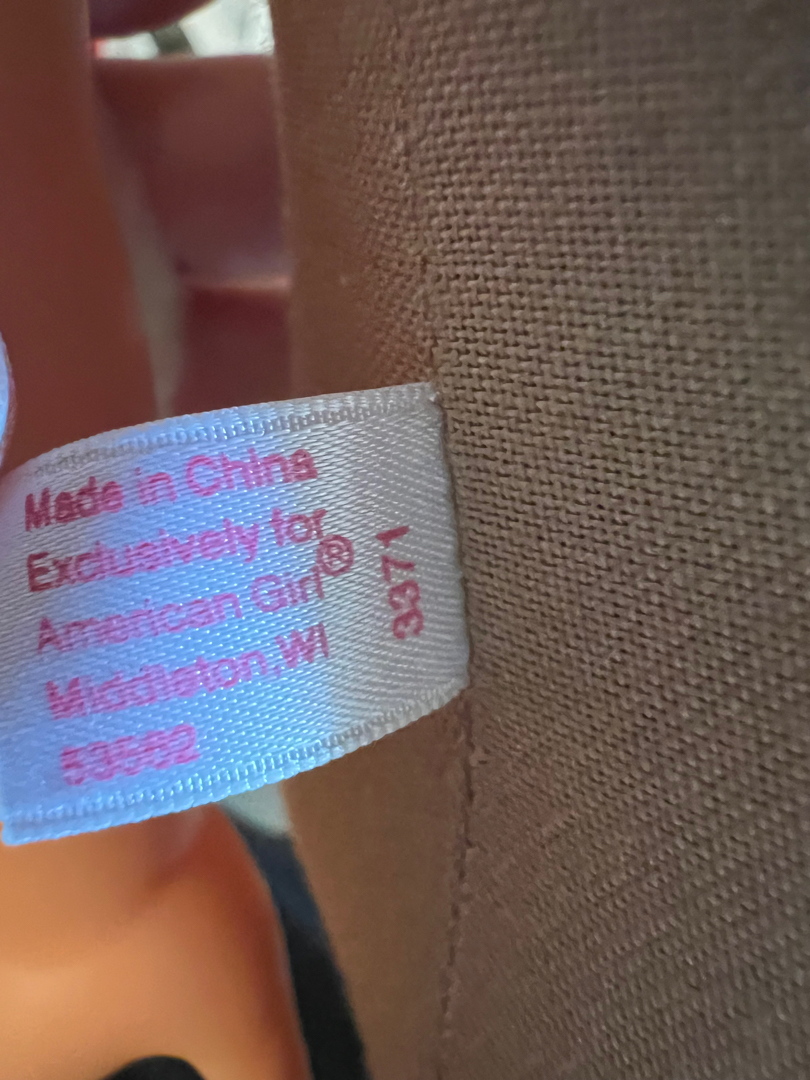 Made in China
Exclusively for
American Girl®
Middleton, WI
53562
3371